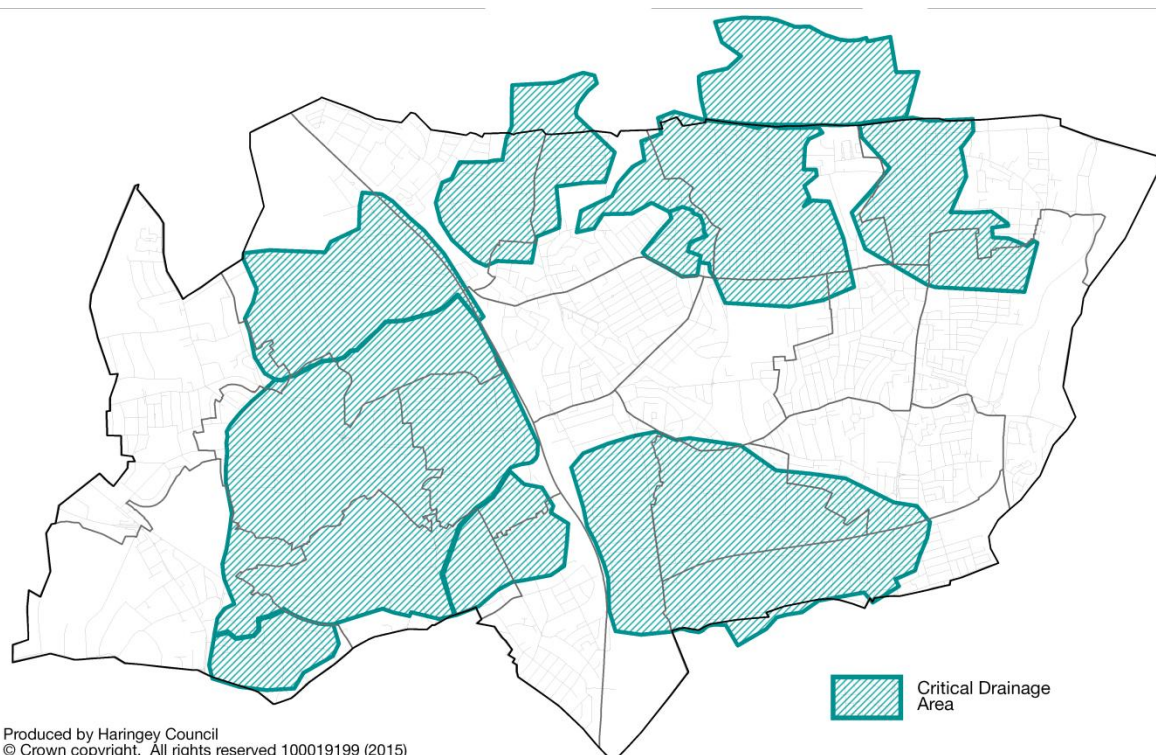 Critical Drainage
Area
Produced by Haringey Council
© Crown copyright. All rights reserved 100019199 (2015)